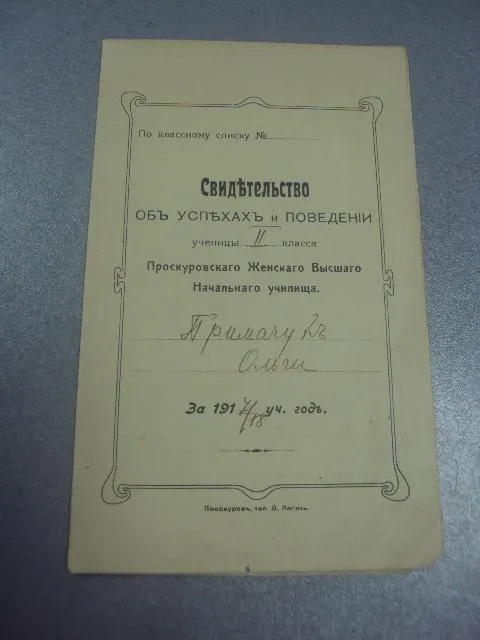 По классному списку №
Свидѣтельство
ОБЪ УСПѢХАХЪ и ПОВЕДЕНІИ
ученицы II класса
Проскуровскаго Женскаго Высшаго
Начальнаго училища.
Примачукъ
Ольги
За 1917/18 уч. годъ.
Проскуровъ, тип.